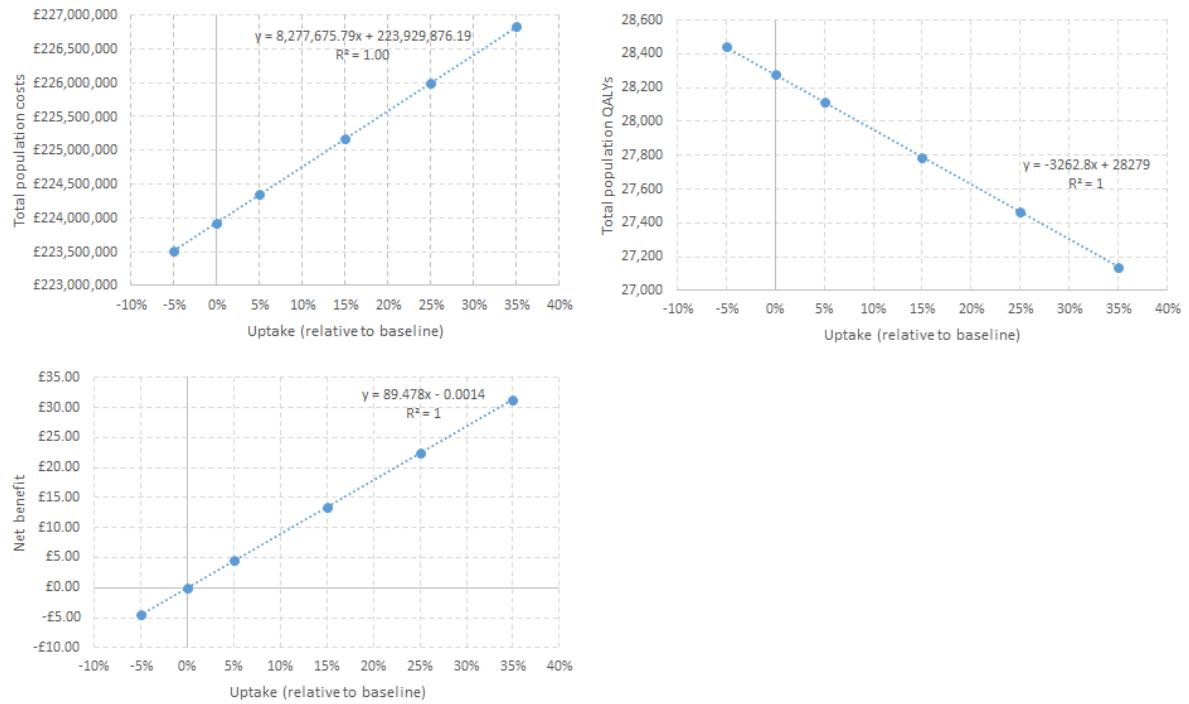 £227,000,000
£226,500,000
£226,000,000
£225,500,000
£225,000,000
£224,500,000
£224,000,000
£223,500,000
£223,000,000
Total population costs
y = 8,277,675.79x + 223,929,876.19
R² = 1.00
-10% -5% 0% 5% 10% 15% 20% 25% 30% 35% 40%
Uptake (relative to baseline)
28,600
28,400
28,200
28,000
27,800
27,600
27,400
27,200
27,000
Total population QALYs
y = -3262.8x + 28279
R² = 1
-10% -5% 0% 5% 10% 15% 20% 25% 30% 35% 40%
Uptake (relative to baseline)
£35.00
£30.00
£25.00
£20.00
£15.00
£10.00
£5.00
£0.00
-£5.00
-£10.00
Net benefit
y = 89.478x - 0.0014
R² = 1
-10% -5% 0% 5% 10% 15% 20% 25% 30% 35% 40%
Uptake (relative to baseline)